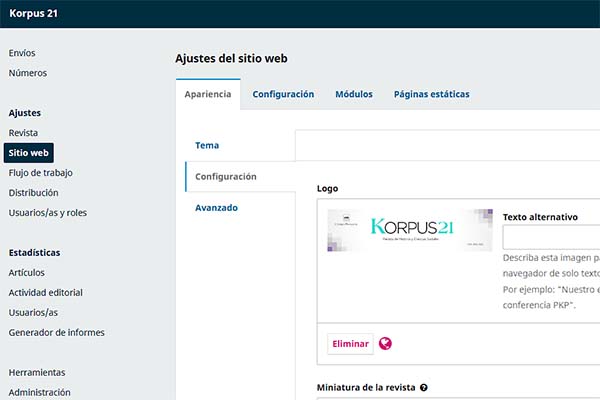 Korpus 21
Envíos
Números
Ajustes
Revista
Sitio web
Flujo de trabajo
Distribución
Usuarios/as y roles
Estadísticas
Artículos
Actividad editorial
Usuarios/as
Generador de informes
Herramientas
Administración
Ajustes del sitio web
Apariencia
Configuración
Módulos
Páginas estáticas
Tema
Configuración
Avanzado
Logo
KORPUS21
Texto alternativo
Describa esta imagen pa
navegador de solo texto
Por ejemplo: "Nuestro e
conferencia PKP".
Eliminar
Miniatura de la revista